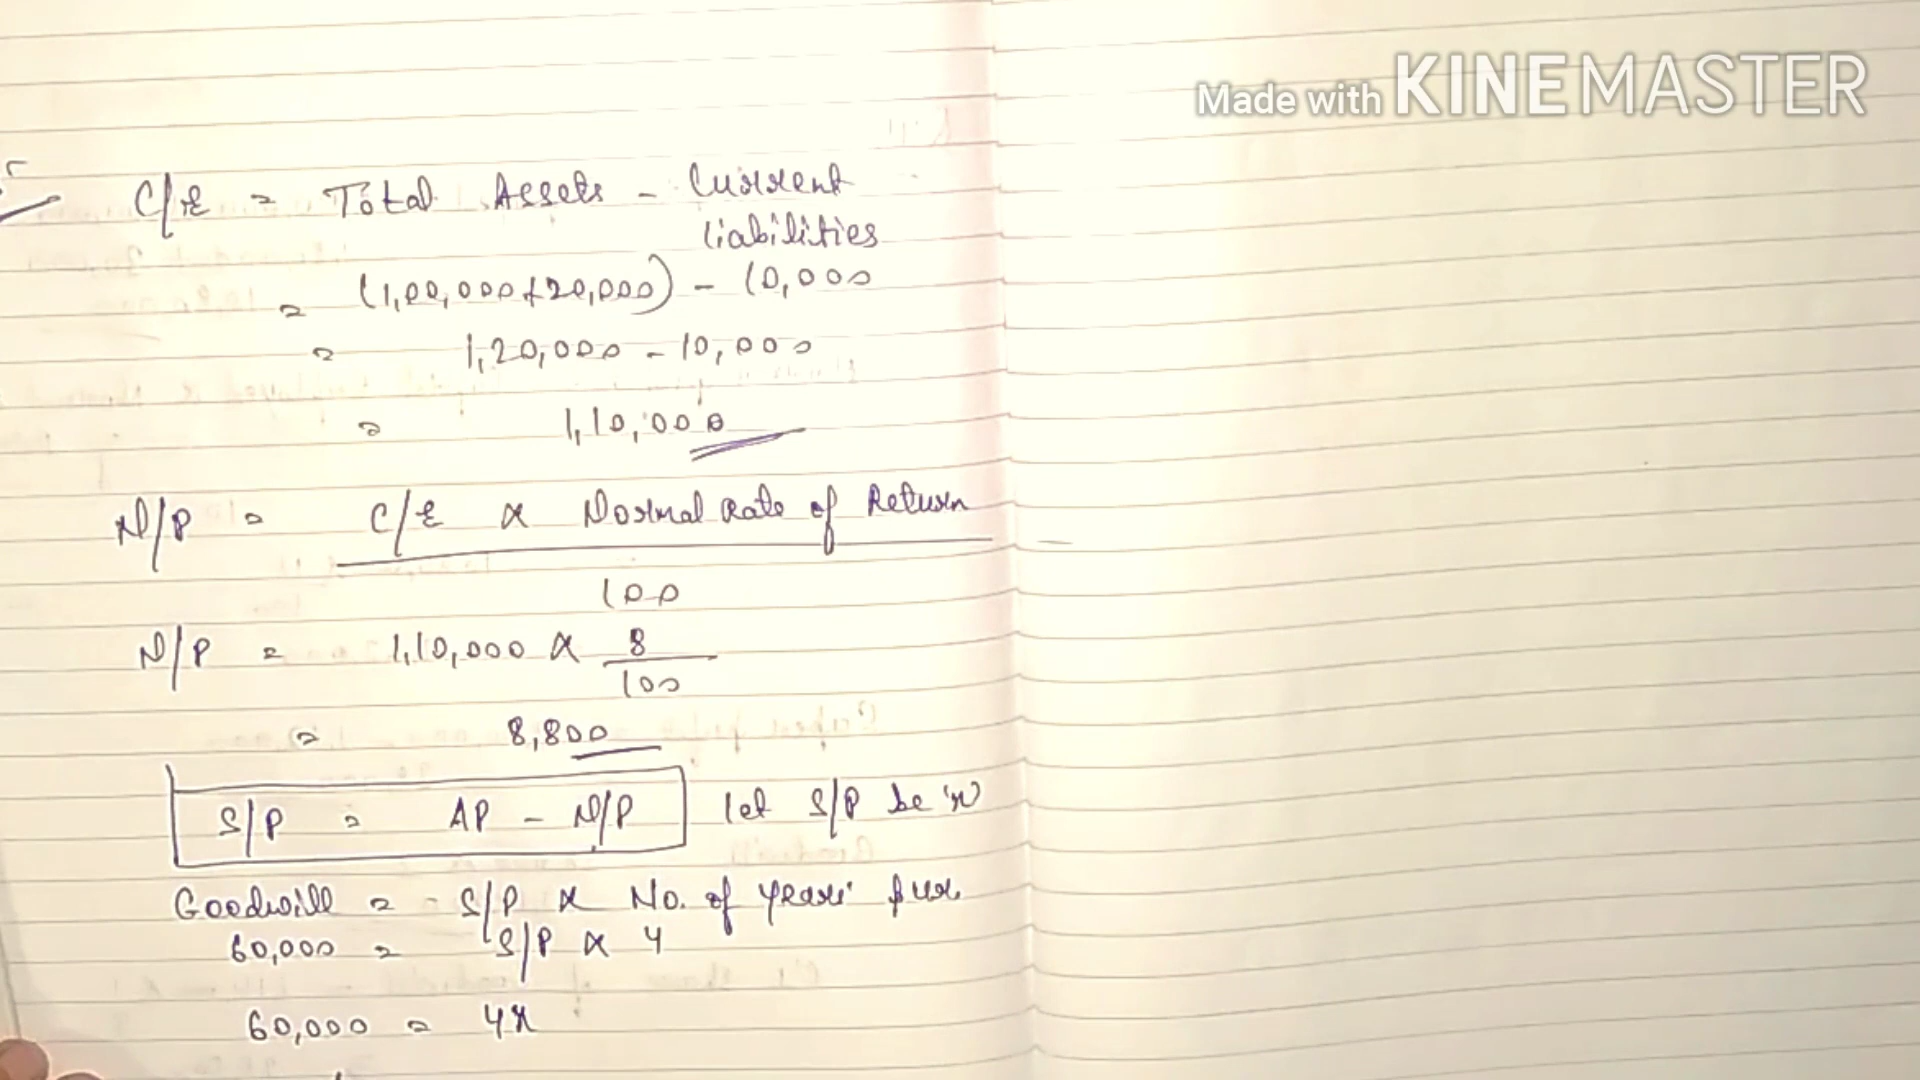 Made with KINEMASTER
C/E = Total Assets - Current
liabilities
= (1,00,000+20,000) - 10,000
= 1,20,000 - 10,000
= 1,10,000
N/P = C/E x Normal Rate of Return
100
N/P = 1,10,000 x 8
100
= 8,800
S/P = AP - N/P let S/P be 'x'
Goodwill = S/P x No. of years' pur.
60,000 = S/P x 4
60,000 = 4x